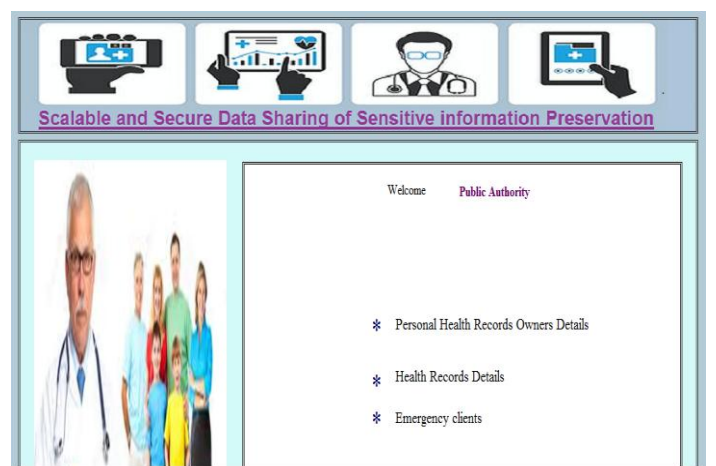 Scalable and Secure Data Sharing of Sensitive information Preservation
Welcome Public Authority
* Personal Health Records Owners Details
* Health Records Details
* Emergency clients